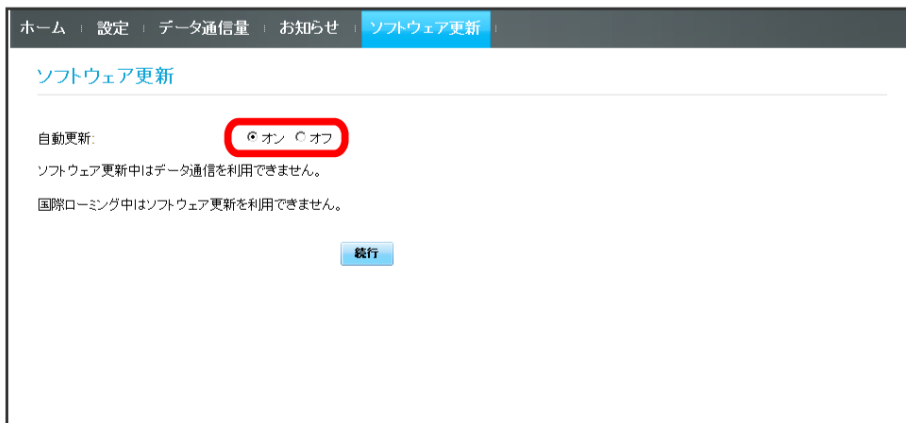 ホーム 設定 データ通信量 お知らせ ソフトウェア更新
ソフトウェア更新
自動更新: オン オフ
ソフトウェア更新中はデータ通信を利用できません。
国際ローミング中はソフトウェア更新を利用できません。
続行